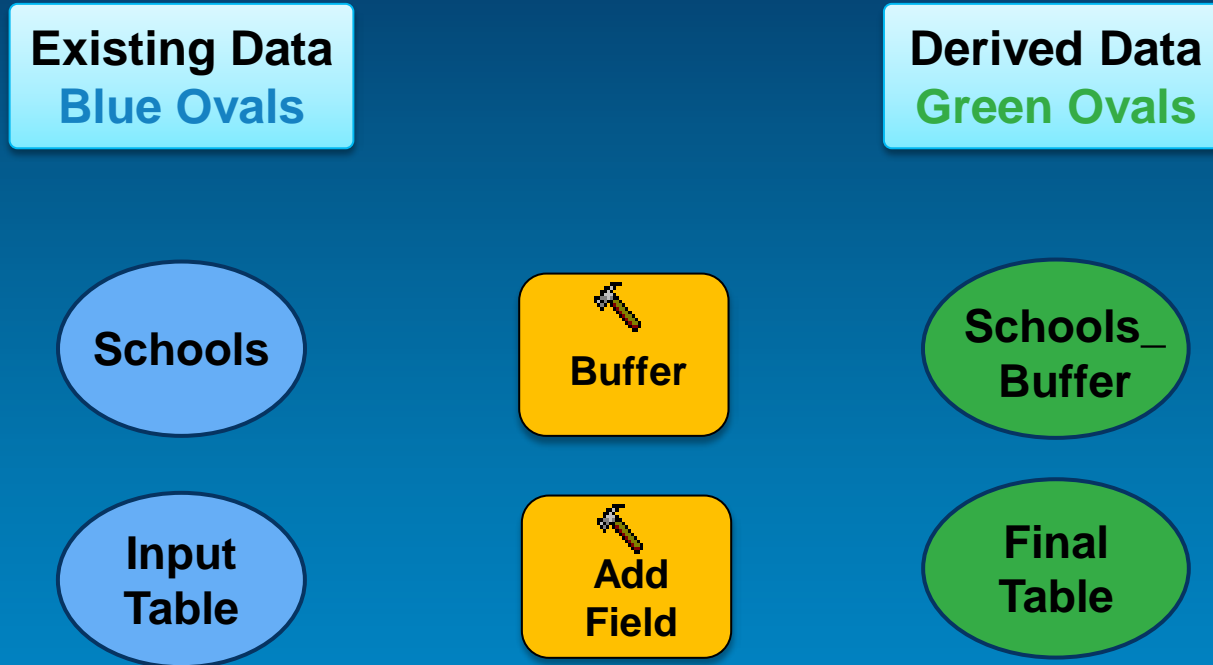 Existing Data
Blue Ovals
Derived Data
Green Ovals
Schools
Buffer
Schools_
Buffer
Input
Table
Add
Field
Final
Table